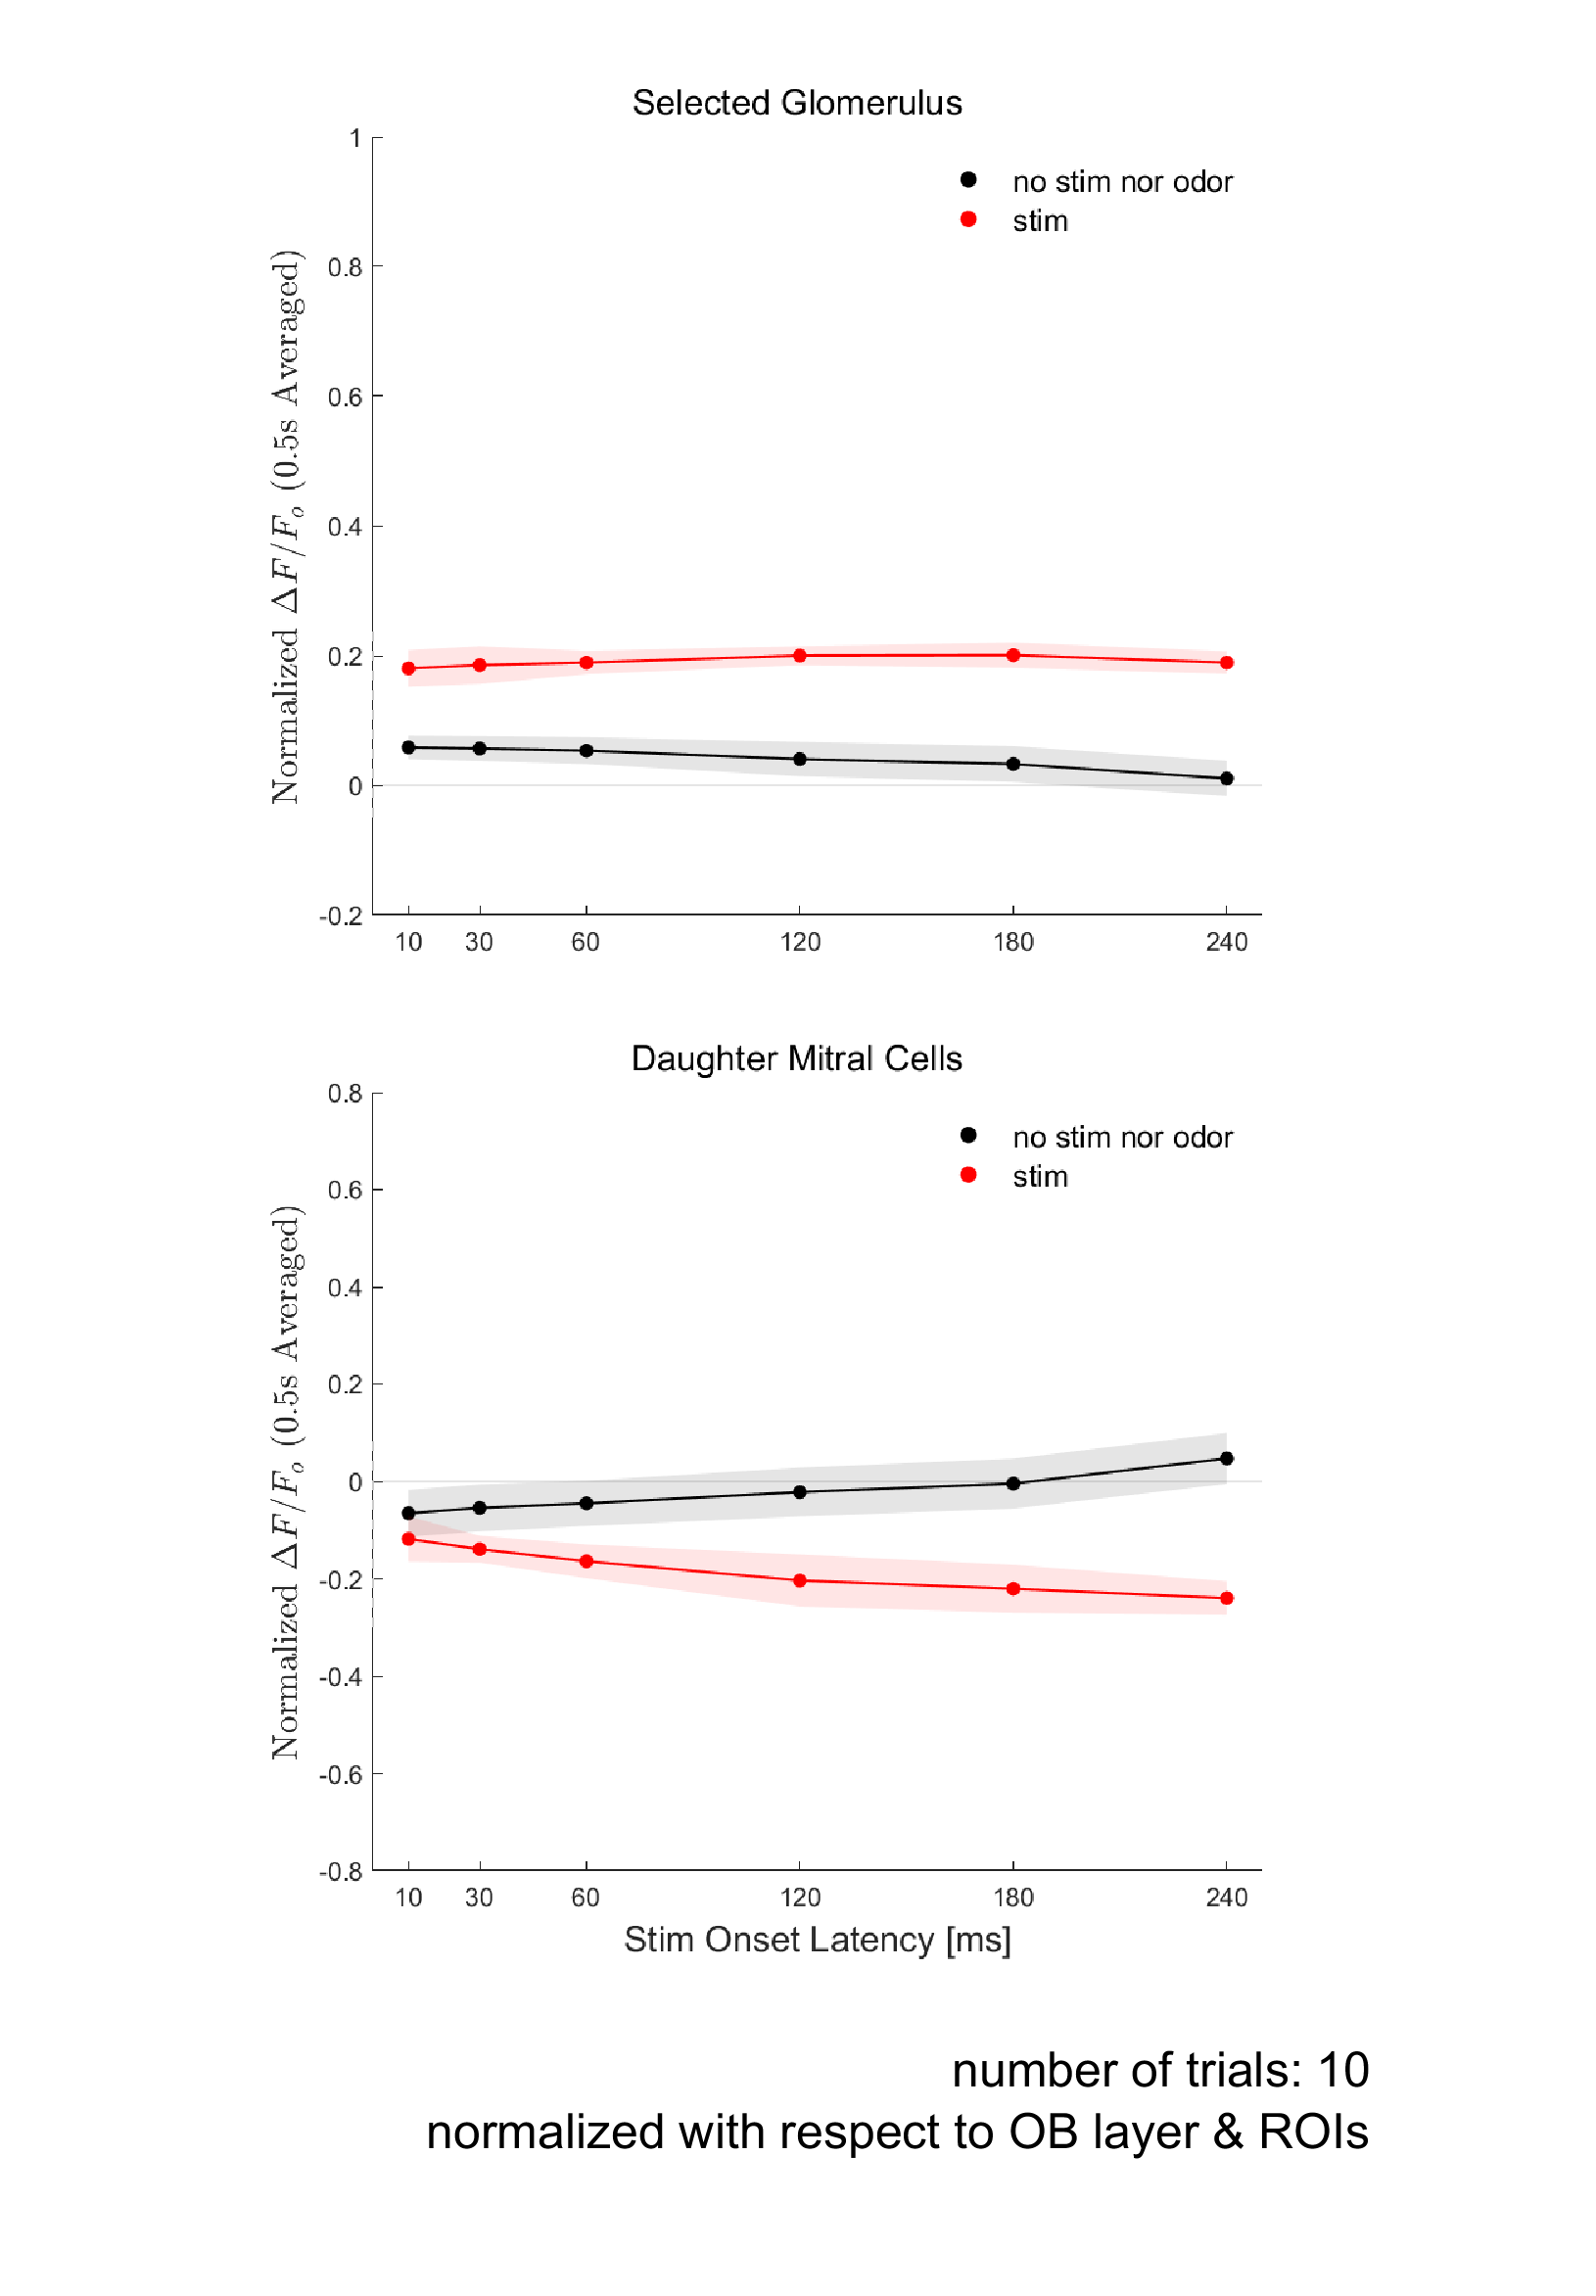 Selected Glomerulus
1
no stim nor odor
stim
0.8
0.6
0.4
0.2
0
-0.2
Normalized ΔF/Fₒ (0.5s Averaged)
10 30 60 120 180 240
Daughter Mitral Cells
0.8
no stim nor odor
stim
0.6
0.4
0.2
0
-0.2
-0.4
-0.6
-0.8
Normalized ΔF/Fₒ (0.5s Averaged)
10 30 60 120 180 240
Stim Onset Latency [ms]
number of trials: 10
normalized with respect to OB layer & ROIs